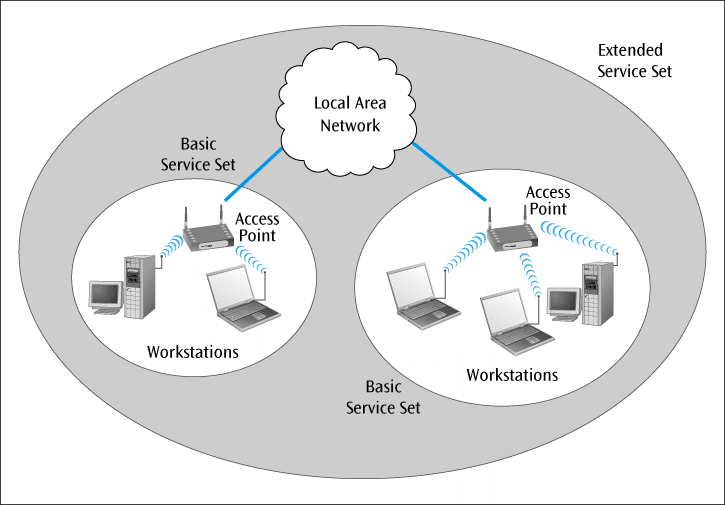 Extended
Service Set
Local Area
Network
Basic
Service Set
Access
Point
Workstations
Access
Point
Workstations
Basic
Service Set